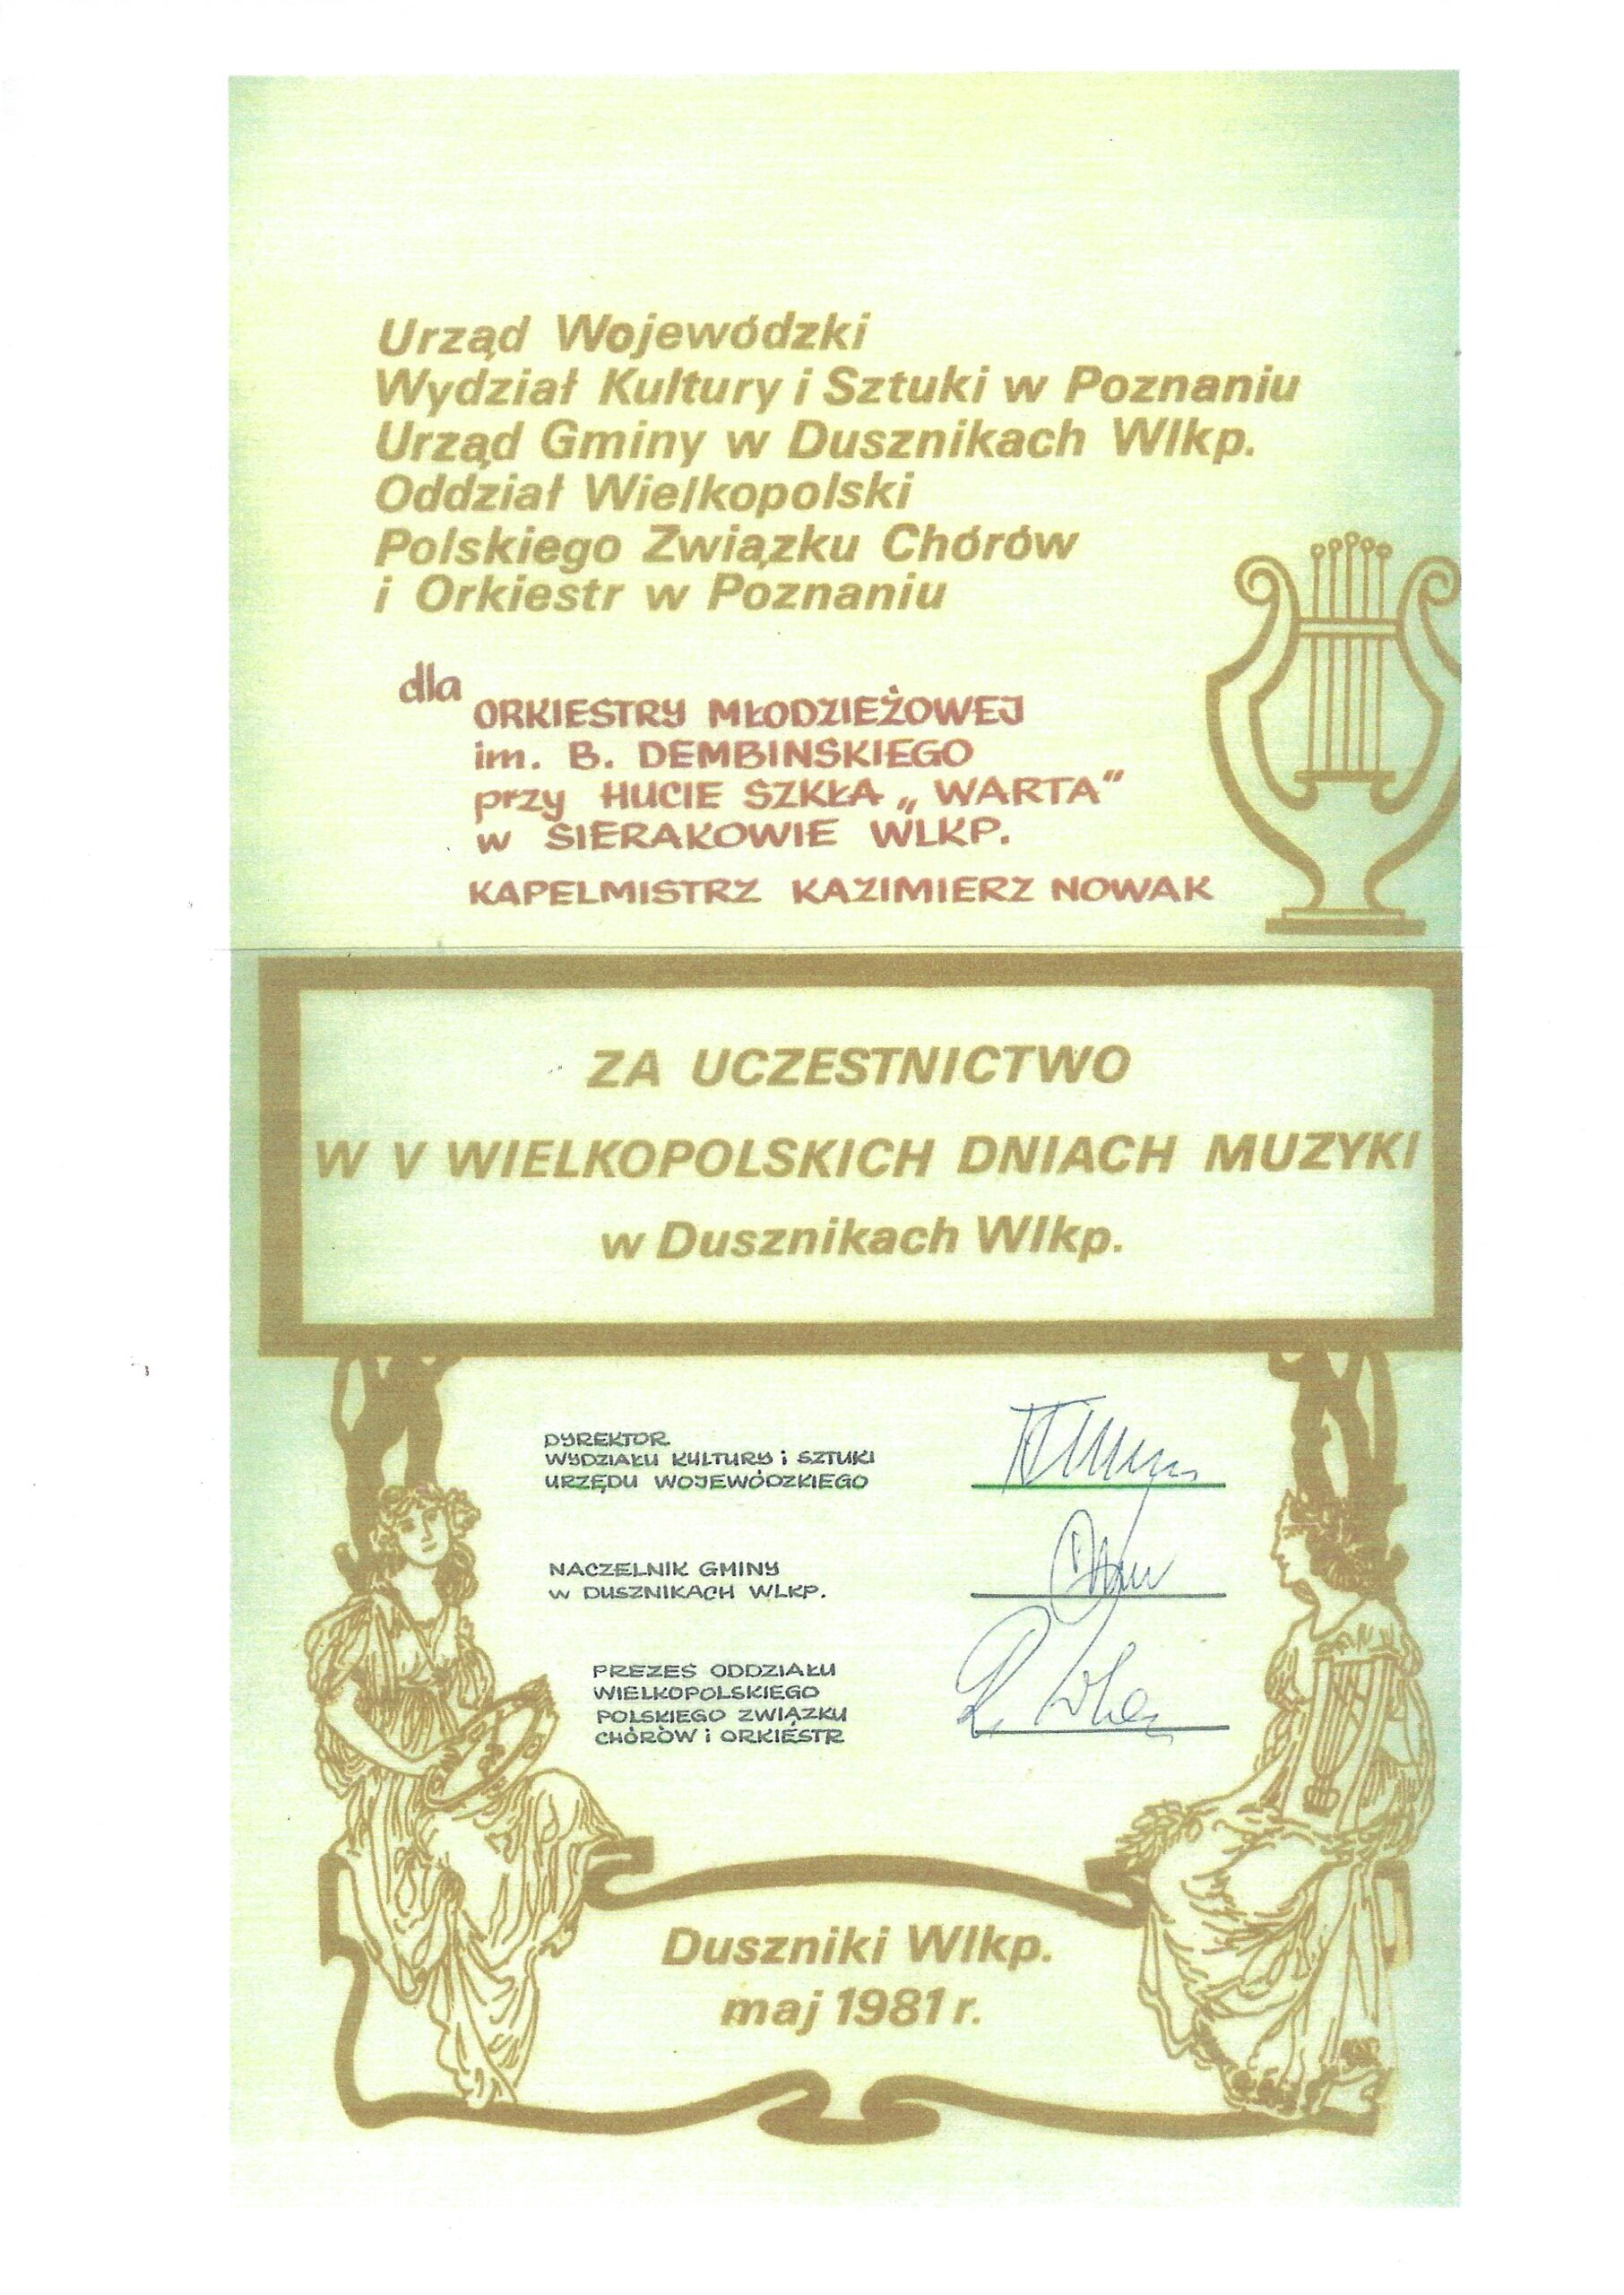 Urząd Wojewódzki
Wydział Kultury i Sztuki w Poznaniu
Urząd Gminy w Dusznikach Wlkp.
Oddział Wielkopolski
Polskiego Związku Chórów
i Orkiestr w Poznaniu
dla
ORKIESTRY MŁODZIEŻOWEJ
im. B. DEMBINSKIEGO
przy HUCIE SZKŁA „WARTA"
w SIERAKOWIE WLKP.
KAPELMISTRZ KAZIMIERZ NOWAK
ZA UCZESTNICTWO
W V WIELKOPOLSKICH DNIACH MUZYKI
w Dusznikach Wlkp.
DYREKTOR
WYDZIAŁU KULTURY i SZTUKI
URZĘDU WOJEWÓDZKIEGO
NACZELNIK GMINY
w DUSZNIKACH WLKP.
PREZES ODDZIAŁU
WIELKOPOLSKIEGO
POLSKIEGO ZWIĄZKU
CHÓRÓW i ORKIESTR
Duszniki Wlkp.
maj 1981 r.